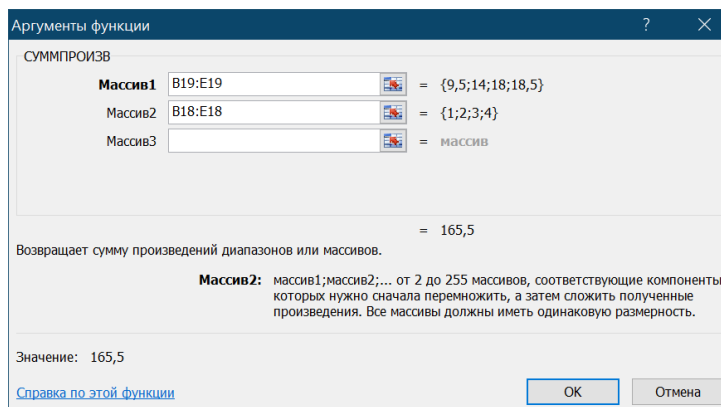 Аргументы функции ? ×
СУММПРОИЗВ
Массив1 B19:E19 = {9,5;14;18;18,5}
Массив2 B18:E18 = {1;2;3;4}
Массив3 = массив
= 165,5
Возвращает сумму произведений диапазонов или массивов.
Массив2: массив1;массив2;... от 2 до 255 массивов, соответствующие компоненты
которых нужно сначала перемножить, а затем сложить полученные
произведения. Все массивы должны иметь одинаковую размерность.
Значение: 165,5
Справка по этой функции
ОК Отмена